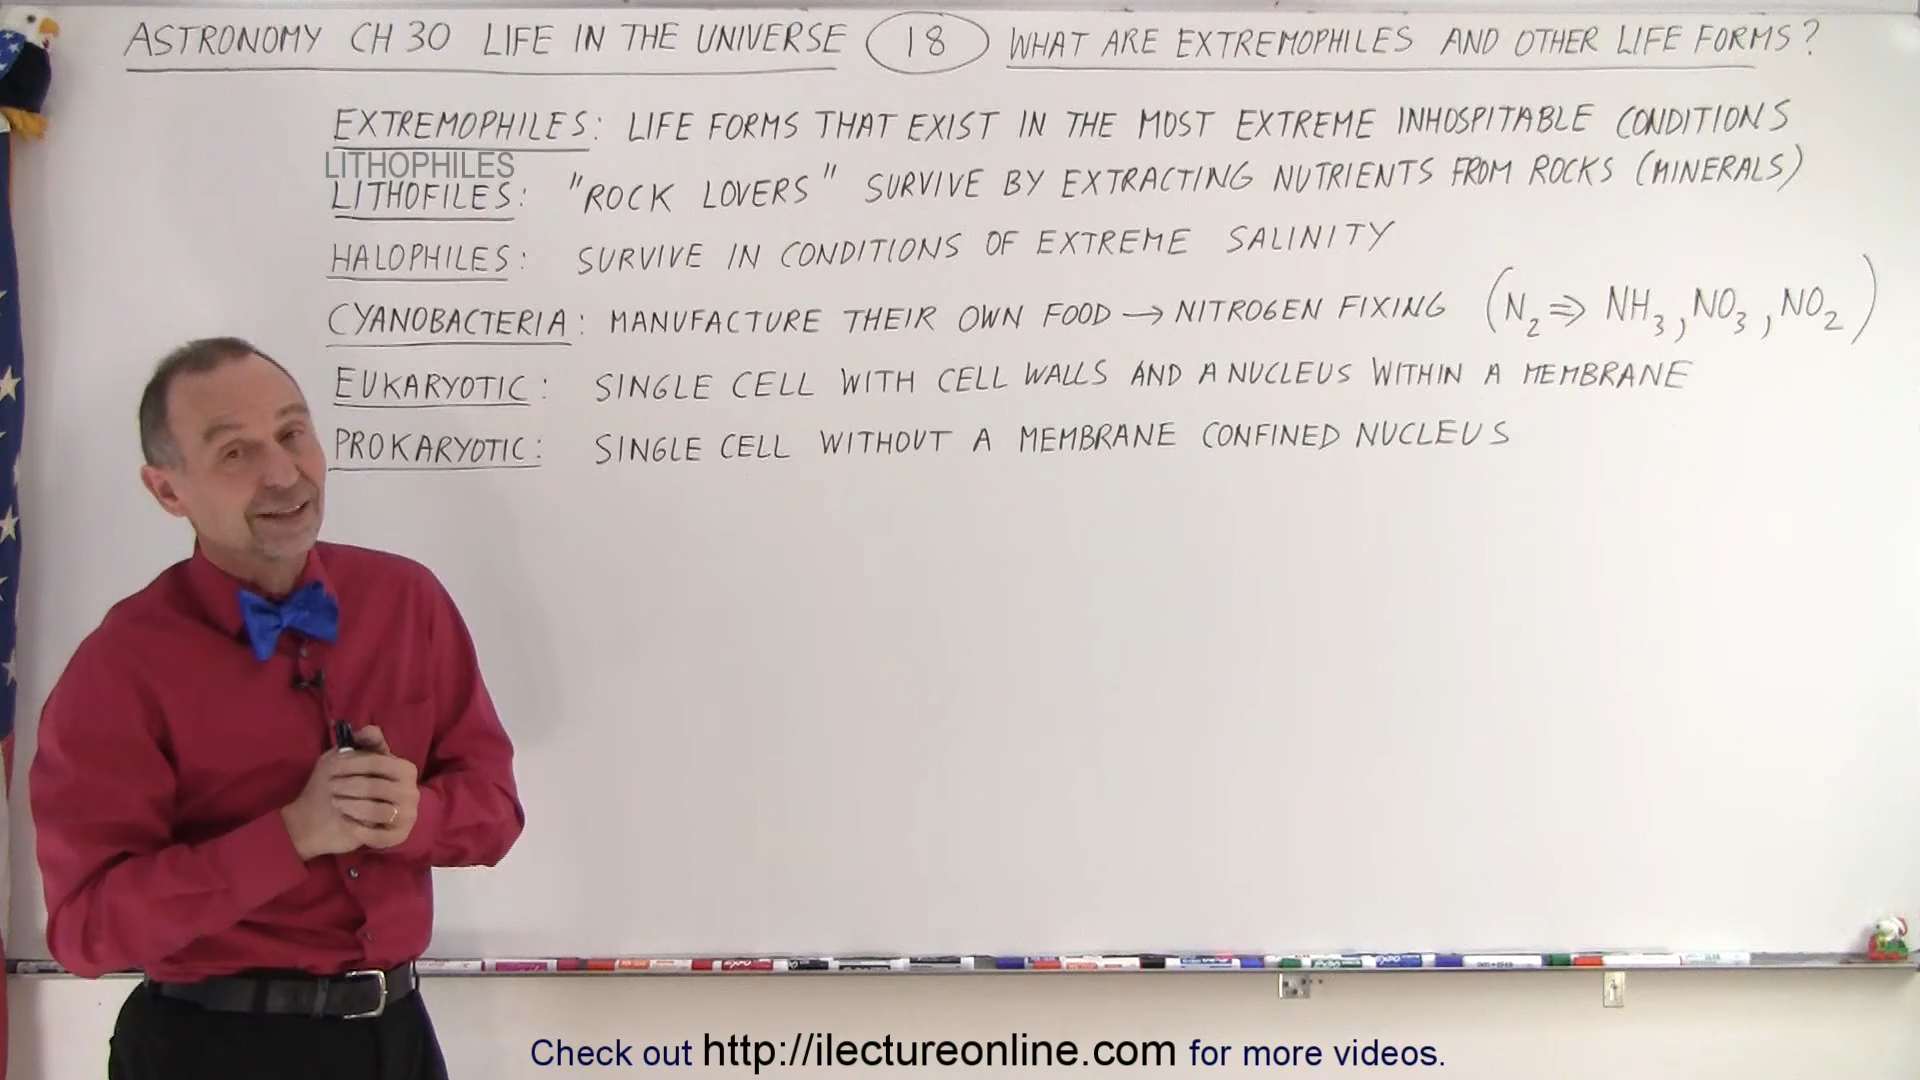 ASTRONOMY CH 30 LIFE IN THE UNIVERSE 18 WHAT ARE EXTREMOPHILES AND OTHER LIFE FORMS?
EXTREMOPHILES: LIFE FORMS THAT EXIST IN THE MOST EXTREME INHOSPITABLE CONDITIONS
LITHOPHILES
LITHOFILES: "ROCK LOVERS" SURVIVE BY EXTRACTING NUTRIENTS FROM ROCKS (MINERALS)
HALOPHILES: SURVIVE IN CONDITIONS OF EXTREME SALINITY
CYANOBACTERIA: MANUFACTURE THEIR OWN FOOD → NITROGEN FIXING (N₂ ⇒ NH₃, NO₃, NO₂)
EUKARYOTIC: SINGLE CELL WITH CELL WALLS AND A NUCLEUS WITHIN A MEMBRANE
PROKARYOTIC: SINGLE CELL WITHOUT A MEMBRANE CONFINED NUCLEUS
Check out http://ilectureonline.com for more videos.